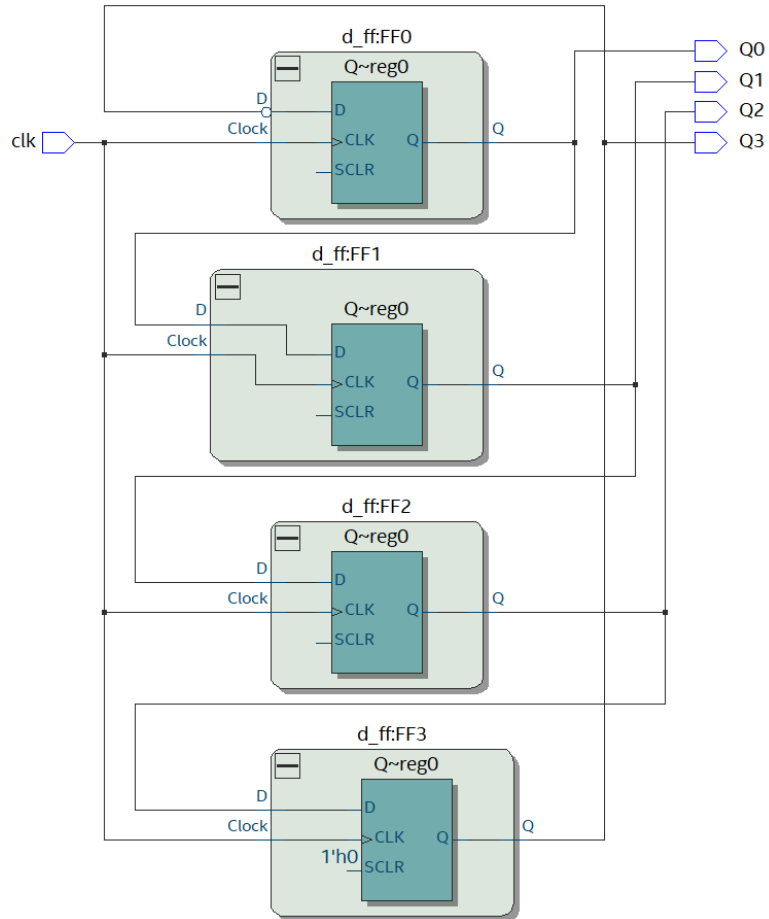 d_ff:FF0
Q~reg0
D
D
Clock
CLK
Q
Q
SCLR
clk
Q0
Q1
Q2
Q3
d_ff:FF1
Q~reg0
D
Clock
D
CLK
Q
Q
SCLR
d_ff:FF2
Q~reg0
D
D
Clock
CLK
Q
Q
SCLR
d_ff:FF3
Q~reg0
D
D
Clock
CLK
Q
Q
1'h0
SCLR